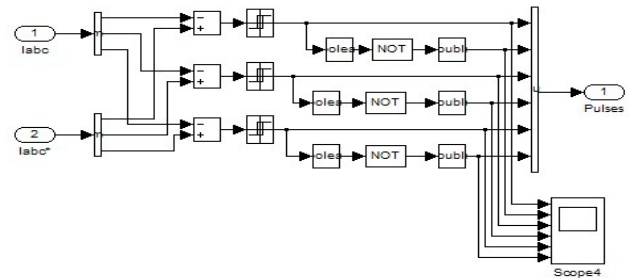 1
Iabc
2
Iabc*
m
m
−
+
−
+
−
+
olea
NOT
oubl
olea
NOT
oubl
olea
NOT
oubl
1
Pulses
Scope4